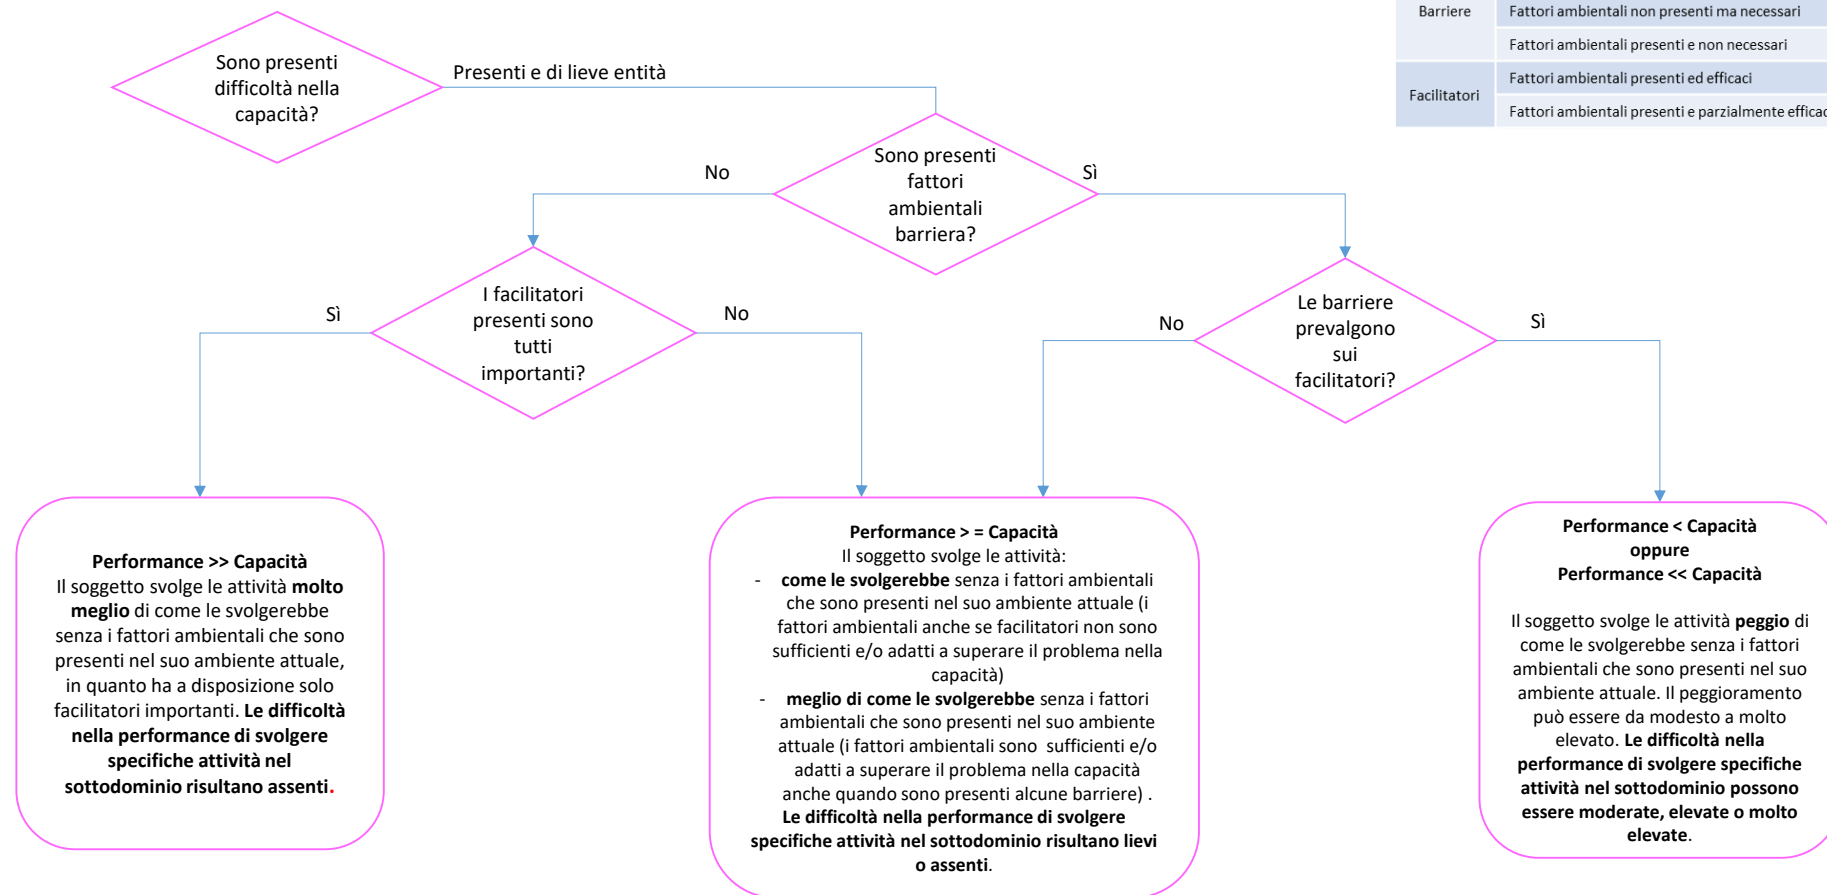 Barriere
Fattori ambientali non presenti ma necessari
Fattori ambientali presenti e non necessari
Facilitatori
Fattori ambientali presenti ed efficaci
Fattori ambientali presenti e parzialmente efficac
Sono presenti
difficoltà nella
capacità?
Presenti e di lieve entità
Sono presenti
fattori
ambientali
barriera?
No
Sì
I facilitatori
presenti sono
tutti
importanti?
Sì
No
Le barriere
prevalgono
sui
facilitatori?
No
Sì
Performance >> Capacità
Il soggetto svolge le attività molto
meglio di come le svolgerebbe
senza i fattori ambientali che sono
presenti nel suo ambiente attuale,
in quanto ha a disposizione solo
facilitatori importanti. Le difficoltà
nella performance di svolgere
specifiche attività nel
sottodominio risultano assenti.
Performance > = Capacità
Il soggetto svolge le attività:
- come le svolgerebbe senza i fattori ambientali
che sono presenti nel suo ambiente attuale (i
fattori ambientali anche se facilitatori non sono
sufficienti e/o adatti a superare il problema nella
capacità)
- meglio di come le svolgerebbe senza i fattori
ambientali che sono presenti nel suo ambiente
attuale (i fattori ambientali sono sufficienti e/o
adatti a superare il problema nella capacità
anche quando sono presenti alcune barriere) .
Le difficoltà nella performance di svolgere
specifiche attività nel sottodominio risultano lievi
o assenti.
Performance < Capacità
oppure
Performance << Capacità
Il soggetto svolge le attività peggio di
come le svolgerebbe senza i fattori
ambientali che sono presenti nel suo
ambiente attuale. Il peggioramento
può essere da modesto a molto
elevato. Le difficoltà nella
performance di svolgere specifiche
attività nel sottodominio possono
essere moderate, elevate o molto
elevate.